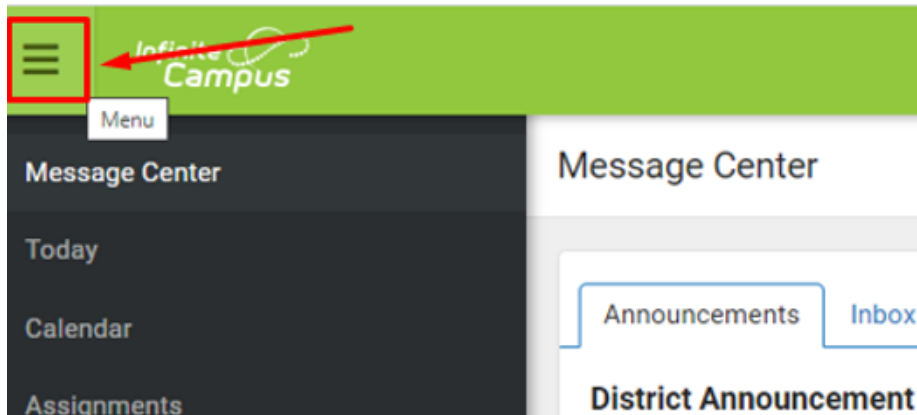 Infinite
Campus
Menu
Message Center
Today
Calendar
Assignments
Message Center
Announcements
Inbox
District Announcement